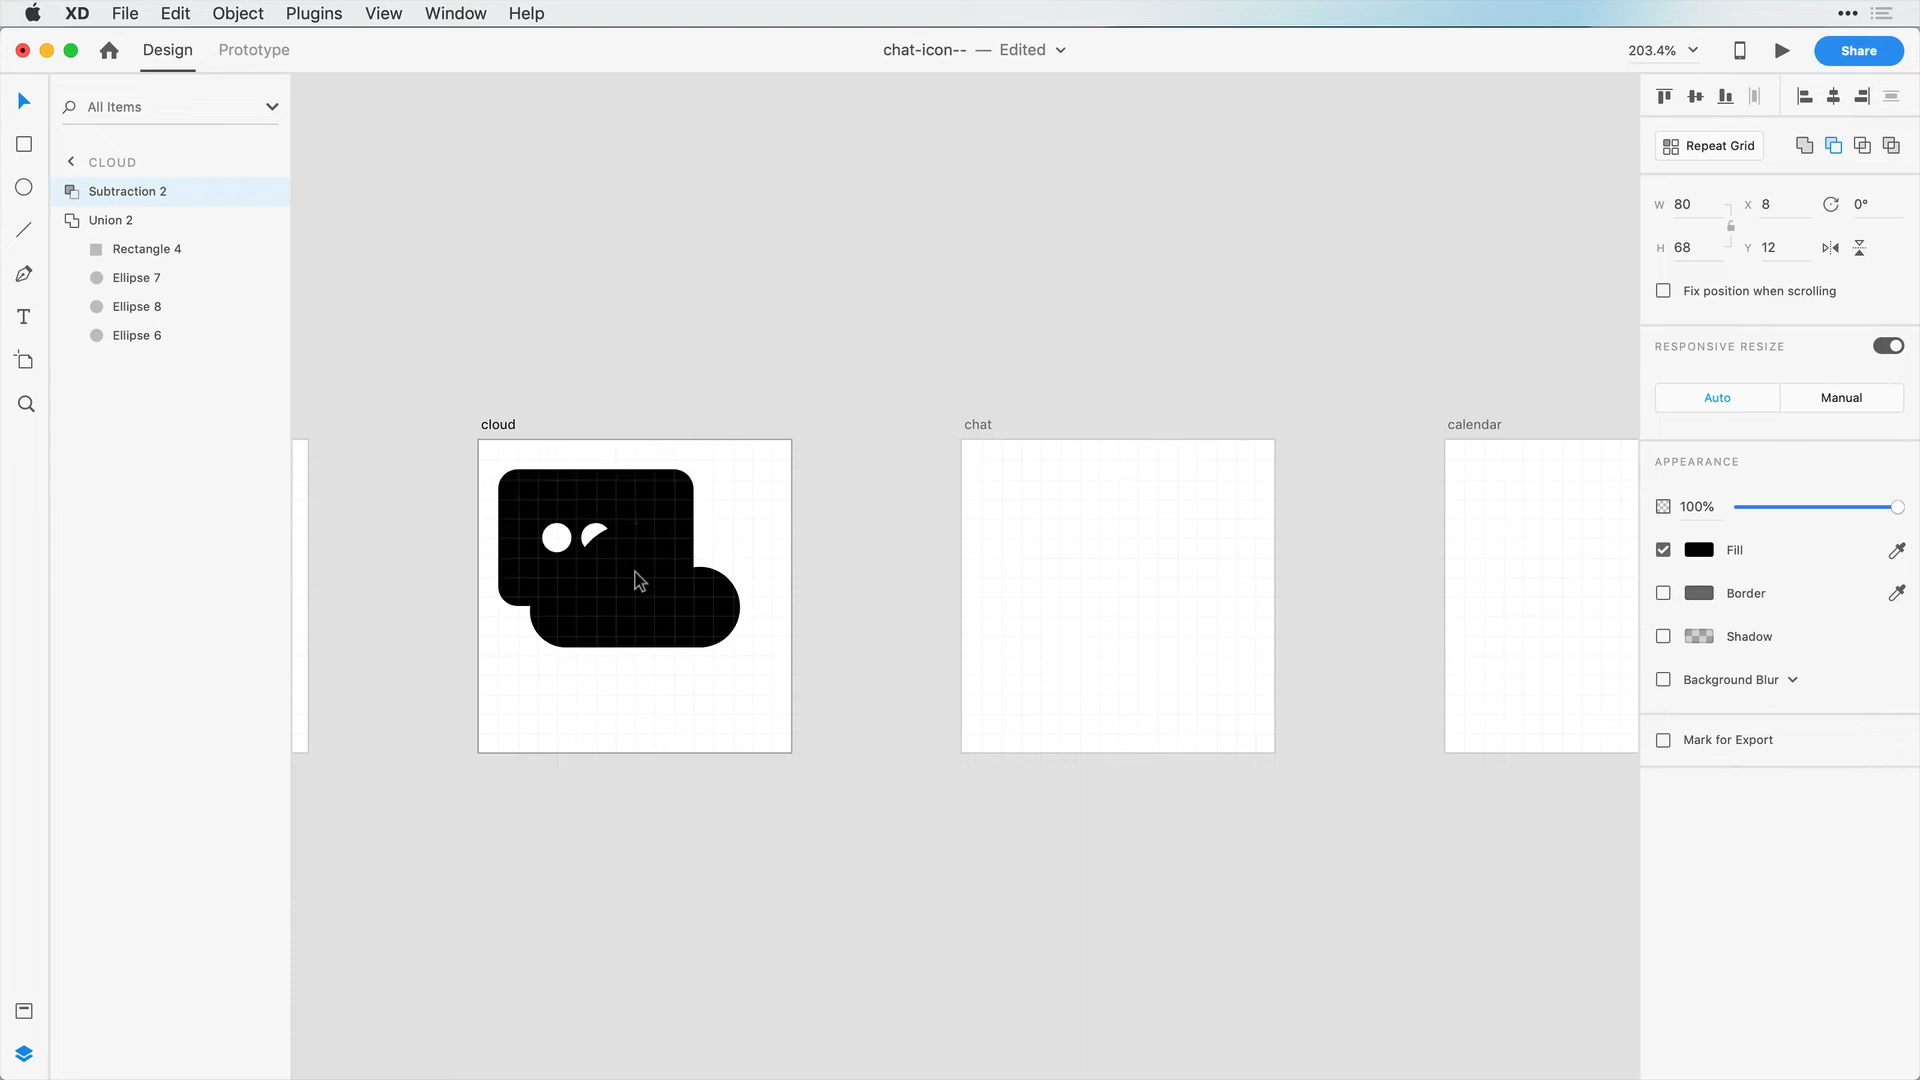 XD File Edit Object Plugins View Window Help
Design Prototype
chat-icon-- — Edited
203.4%
Share
All Items
CLOUD
Subtraction 2
Union 2
Rectangle 4
Ellipse 7
Ellipse 8
Ellipse 6
cloud
chat
calendar
Repeat Grid
W 80 X 8 0°
H 68 Y 12
Fix position when scrolling
RESPONSIVE RESIZE
Auto Manual
APPEARANCE
100%
Fill
Border
Shadow
Background Blur
Mark for Export